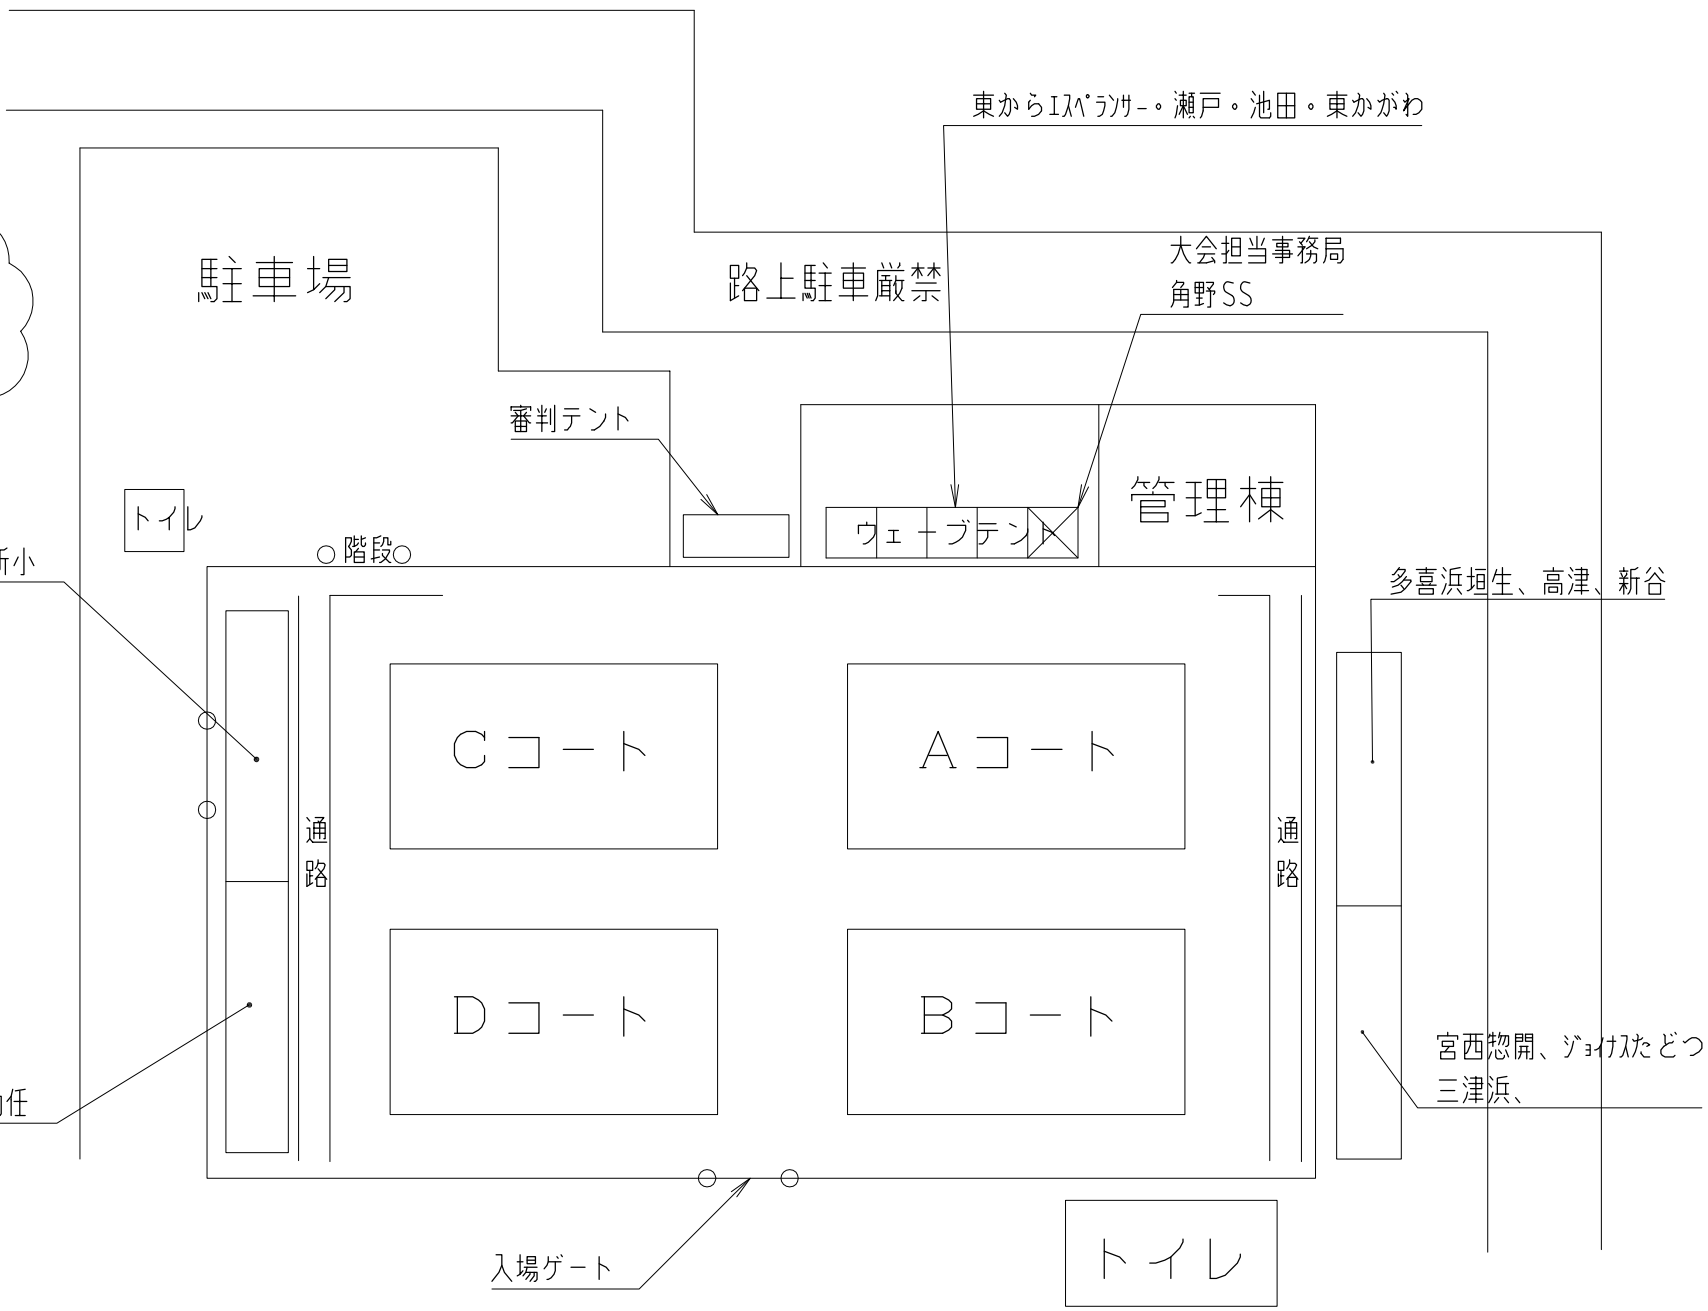 東からｴｽﾍﾟﾗﾝｻｰ・瀬戸・池田・東かがわ
大会担当事務局
角野SS
駐車場
路上駐車厳禁
審判テント
管理棟
トイレ
ウェーブテント
階段
新小
多喜浜垣生、高津、新谷
Cコート
Aコート
通路
通路
Dコート
Bコート
宮西惣開、ｼﾞｮｲﾅｽたどつ
三津浜、
任
入場ゲート
トイレ